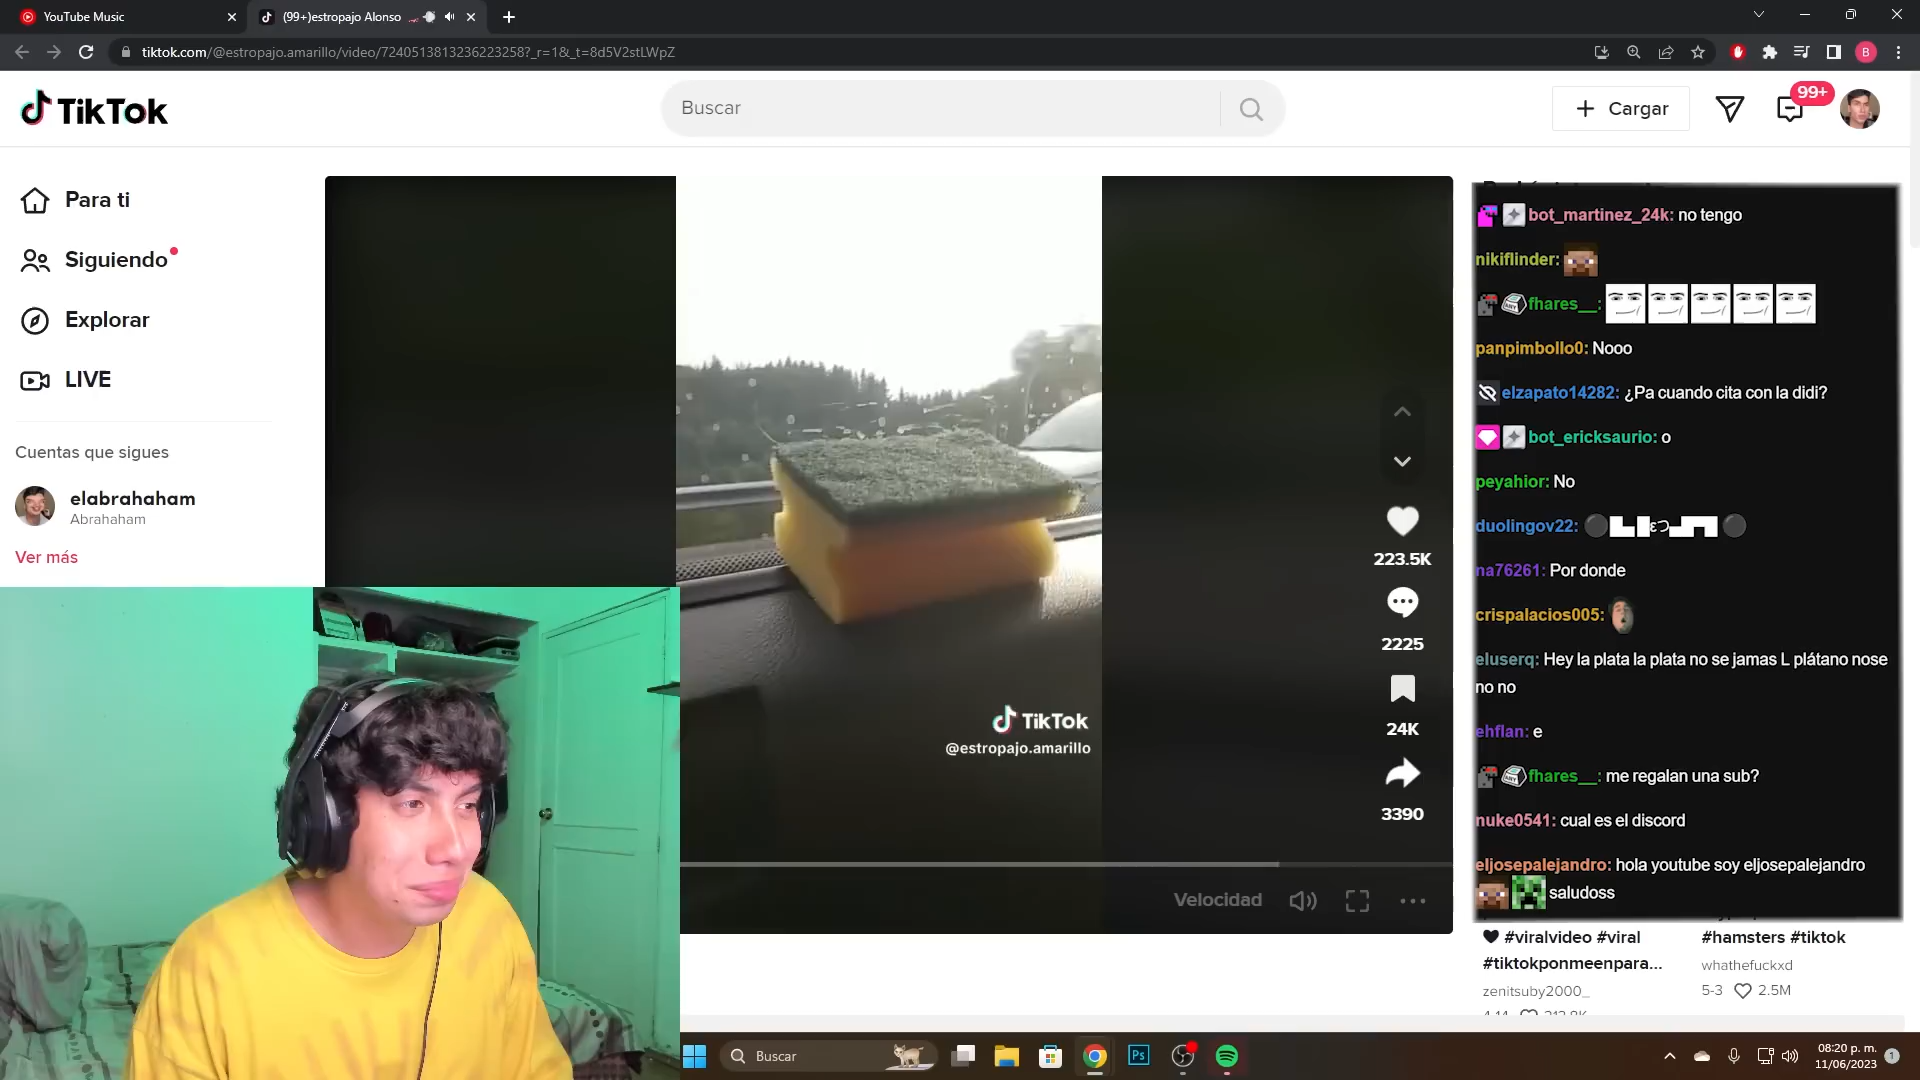 YouTube Music
(99+)estropajo Alonso
tiktok.com/@estropajo.amarillo/video/7240513813236223258?_r=1&_t=8d5V2stLWpZ
B
TikTok
Buscar
Cargar
99+
Para ti
Siguiendo
Explorar
LIVE
Cuentas que sigues
elabrahaham
Abrahaham
Ver más
223.5K
2225
24K
3390
TikTok
@estropajo.amarillo
Velocidad
bot_martinez_24k: no tengo
nikiflinder:
fhares__:
panpimbollo0: Nooo
elzapato14282: ¿Pa cuando cita con la didi?
bot_ericksaurio: o
peyahior: No
duolingov22:
na76261: Por donde
crispalacios005:
eluserq: Hey la plata la plata no se jamas L plátano nose
no no
ehflan: e
fhares__: me regalan una sub?
nuke0541: cual es el discord
eljosepalejandro: hola youtube soy eljosepalejandro
saludoss
#viralvideo #viral
#tiktokponmeenpara...
zenitsuby2000_
#hamsters #tiktok
whathefuckxd
5-3 2.5M
Buscar
Ps
08:20 p. m.
11/06/2023
1